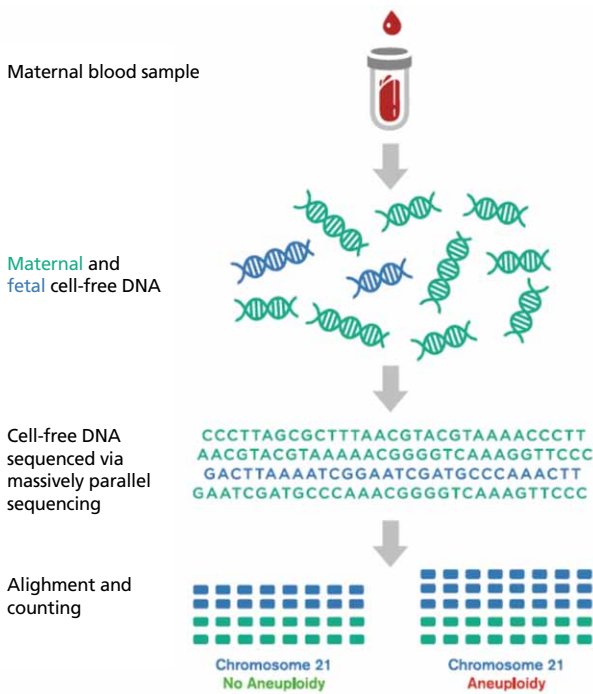 Maternal blood sample
Maternal and
fetal cell-free DNA
Cell-free DNA
sequenced via
massively parallel
sequencing
CCCTTAGCGCTTTAACGTACGTAAAACCCTT
AACGTACGTAAAAACGGGGTCAAAGGTTCCC
GACTTAAAATCGGAATCGATGCCCAAACTT
GAATCGATGCCCAAACGGGGTCAAAGTTCCC
Alighment and
counting
Chromosome 21
No Aneuploidy
Chromosome 21
Aneuploidy